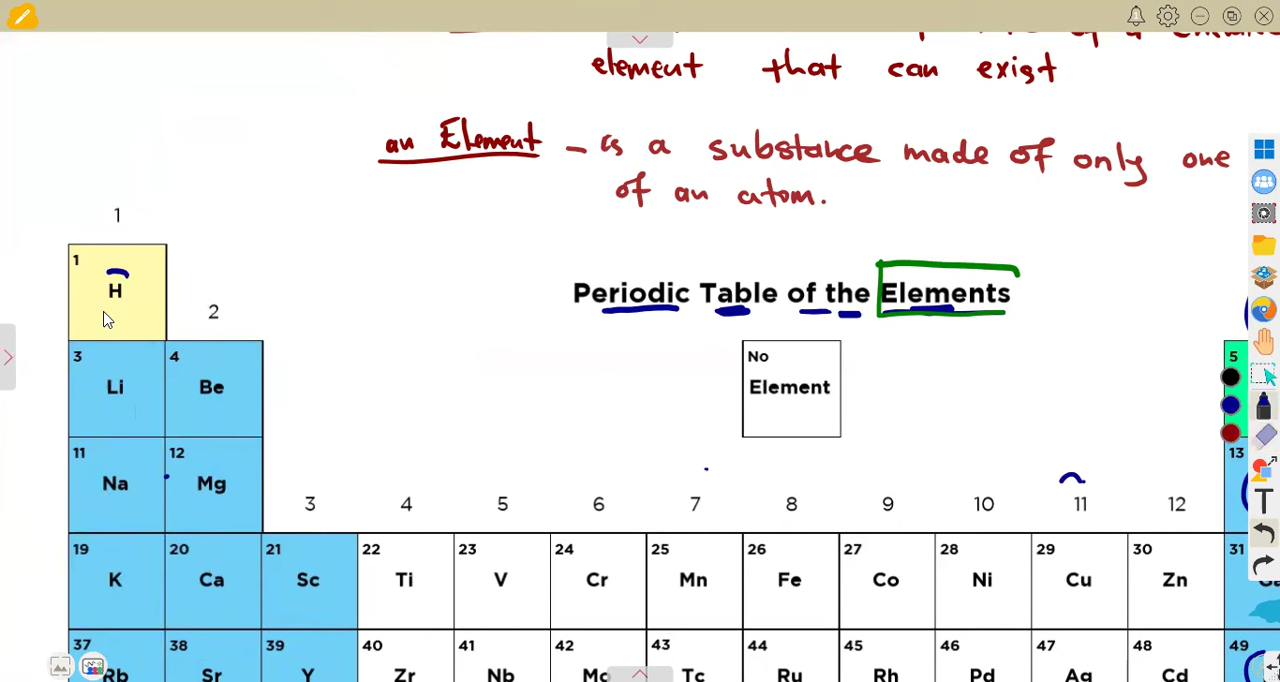 element that can exist
an Element - is a substance made of only one
of an atom.
1
1
H
Periodic Table of the Elements
2
3
Li
4
Be
No
Element
5
11
Na
12
Mg
3
4
5
6
7
8
9
10
11
12
13
19
K
20
Ca
21
Sc
22
Ti
23
V
24
Cr
25
Mn
26
Fe
27
Co
28
Ni
29
Cu
30
Zn
31
37
Rb
38
Sr
39
Y
40
Zr
41
Nb
42
Mo
43
Tc
44
Ru
45
Rh
46
Pd
47
Ag
48
Cd
49